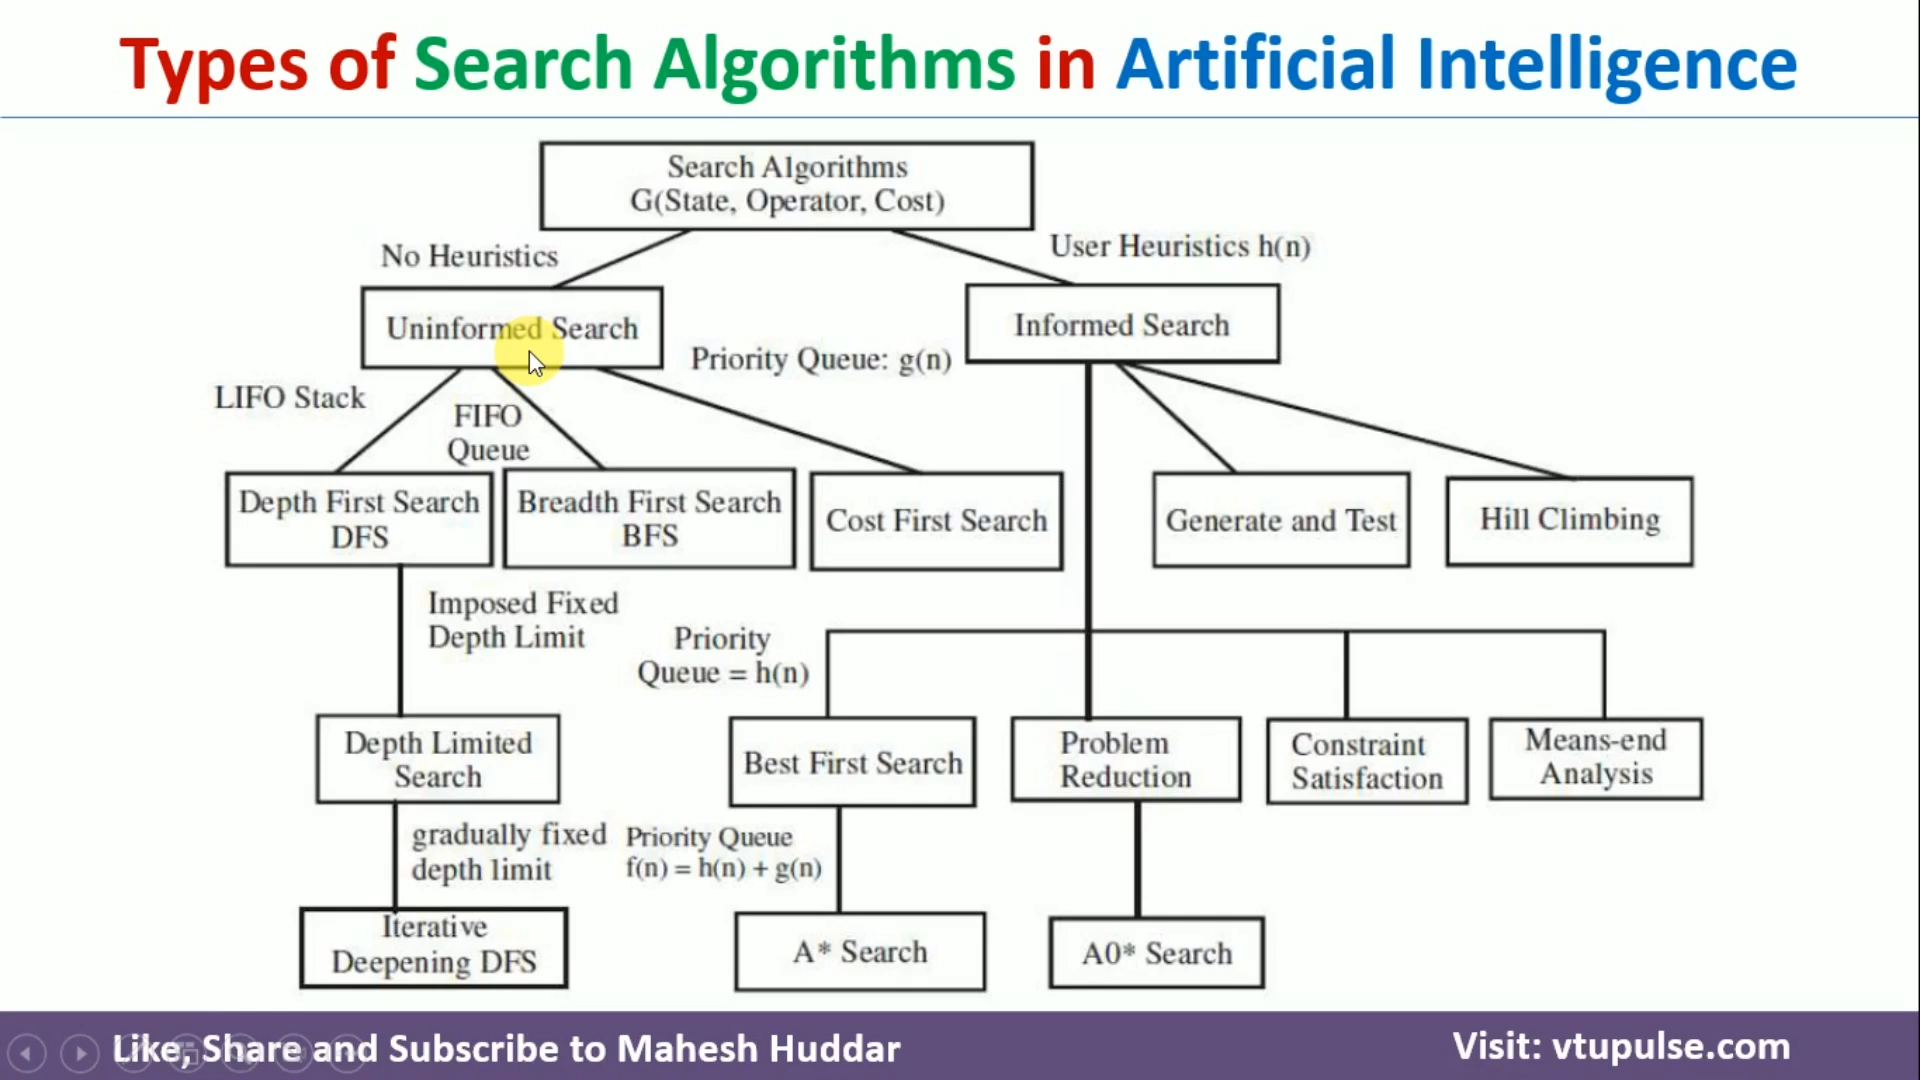 Types of Search Algorithms in Artificial Intelligence
Search Algorithms
G(State, Operator, Cost)
No Heuristics
User Heuristics h(n)
Uninformed Search
Informed Search
Priority Queue: g(n)
LIFO Stack
FIFO
Queue
Depth First Search
DFS
Breadth First Search
BFS
Cost First Search
Generate and Test
Hill Climbing
Imposed Fixed
Depth Limit
Priority
Queue = h(n)
Depth Limited
Search
Best First Search
Problem
Reduction
Constraint
Satisfaction
Means-end
Analysis
gradually fixed
depth limit
Priority Queue
f(n) = h(n) + g(n)
Iterative
Deepening DFS
A* Search
A0* Search
Like, Share and Subscribe to Mahesh Huddar
Visit: vtupulse.com